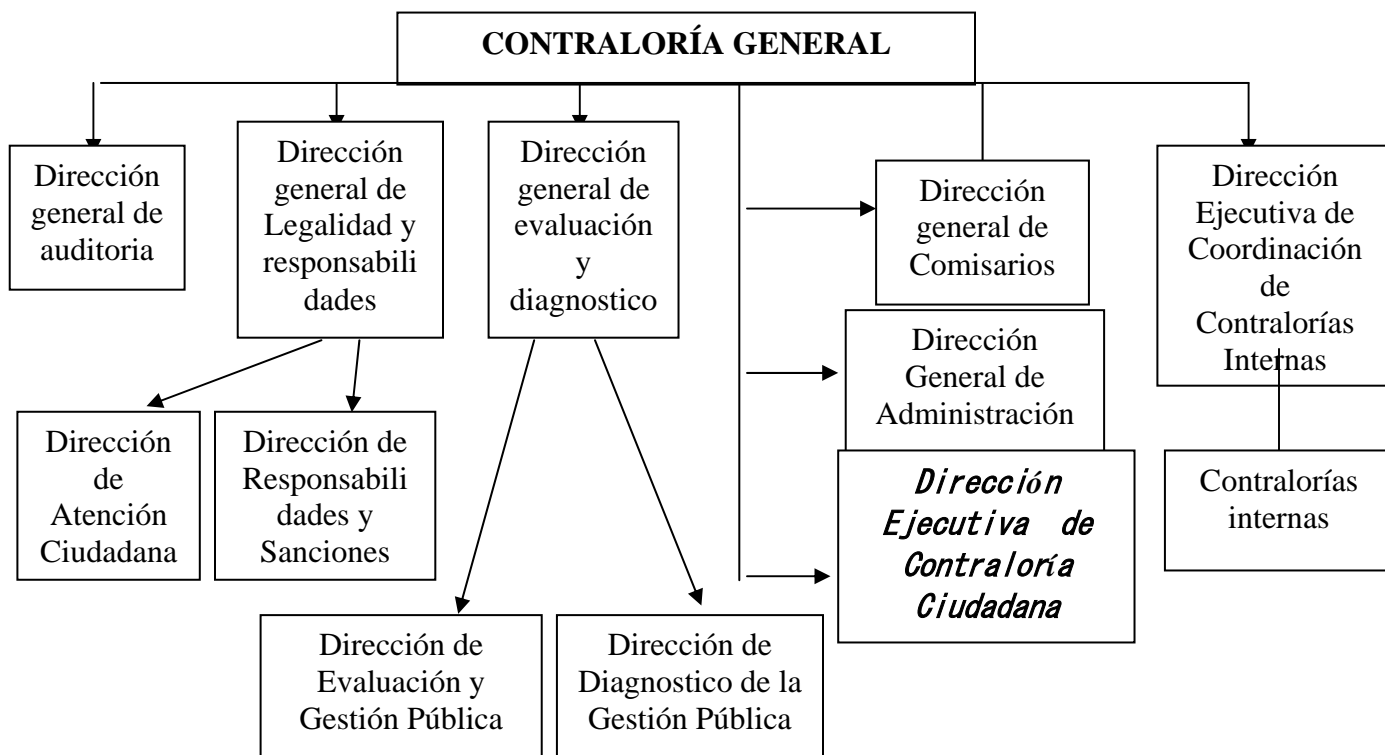 CONTRALORÍA GENERAL
Dirección
general de
auditoria
Dirección
general de
Legalidad y
responsabili
dades
Dirección
general de
evaluación
y
diagnostico
Dirección
general de
Comisarios
Dirección
Ejecutiva de
Coordinación
de
Contralorías
Internas
Dirección
General de
Administración
Dirección
de
Atención
Ciudadana
Dirección de
Responsabili
dades y
Sanciones
Dirección
Ejecutiva de
Contraloría
Ciudadana
Contralorías
internas
Dirección de
Evaluación y
Gestión Pública
Dirección de
Diagnostico de la
Gestión Pública